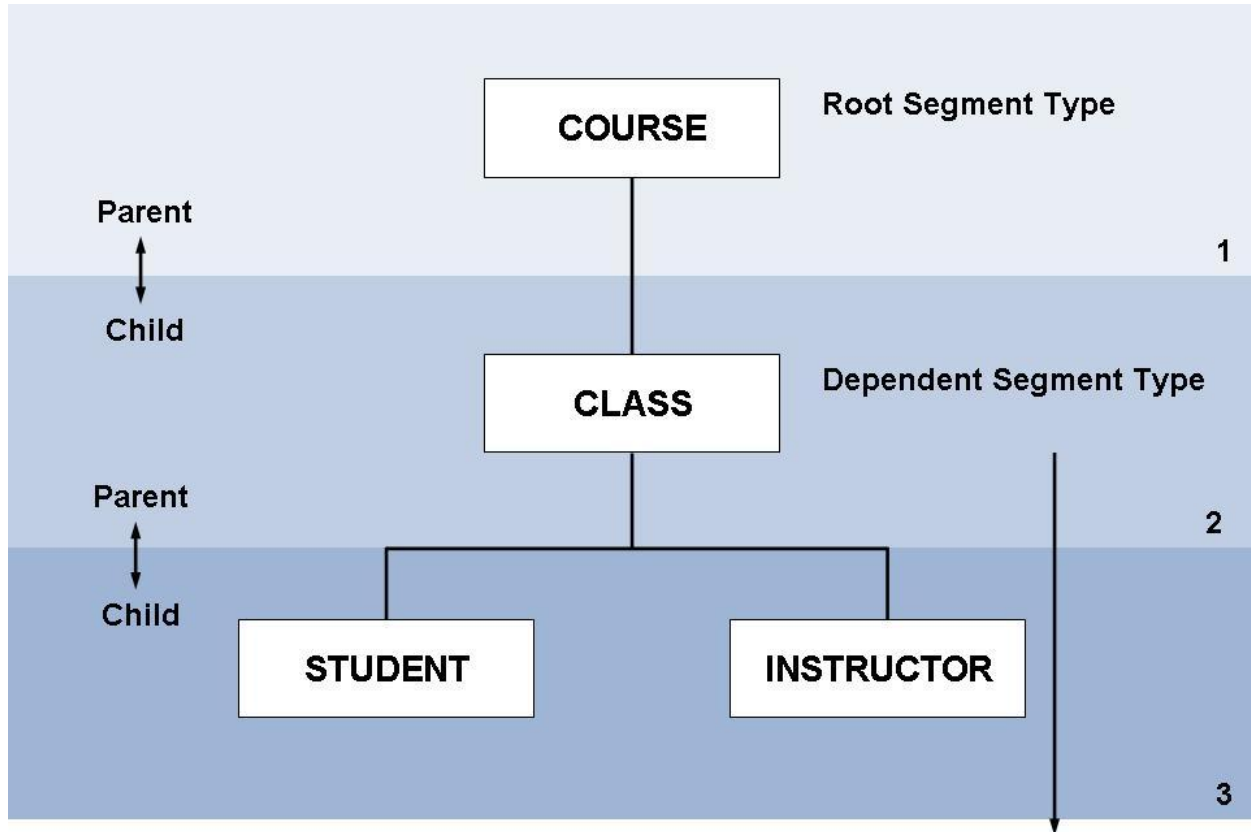 COURSE
Root Segment Type
Parent
1
Child
CLASS
Dependent Segment Type
Parent
2
Child
STUDENT
INSTRUCTOR
3